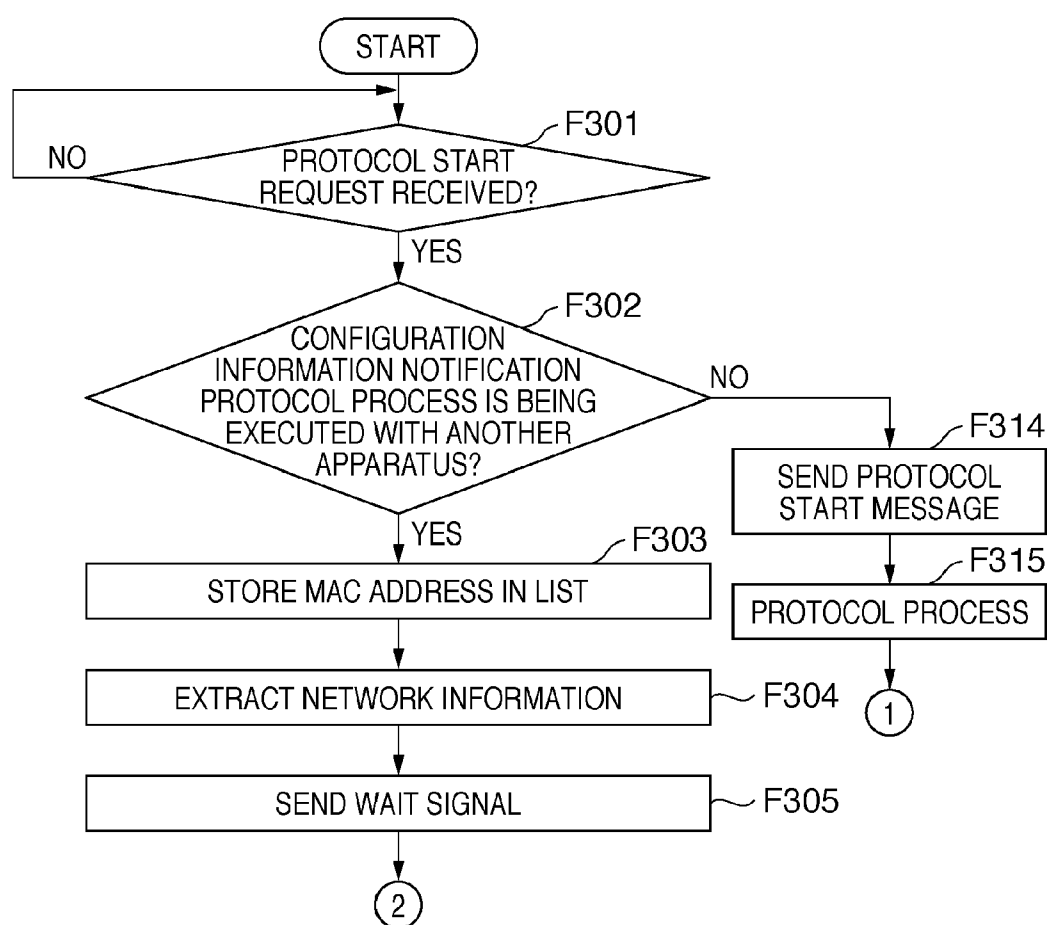 START
F301
NO
PROTOCOL START
REQUEST RECEIVED?
YES
F302
CONFIGURATION
INFORMATION NOTIFICATION
PROTOCOL PROCESS IS BEING
EXECUTED WITH ANOTHER
APPARATUS?
NO
F314
SEND PROTOCOL
START MESSAGE
YES
F303
STORE MAC ADDRESS IN LIST
F315
PROTOCOL PROCESS
EXTRACT NETWORK INFORMATION
F304
1
SEND WAIT SIGNAL
F305
2